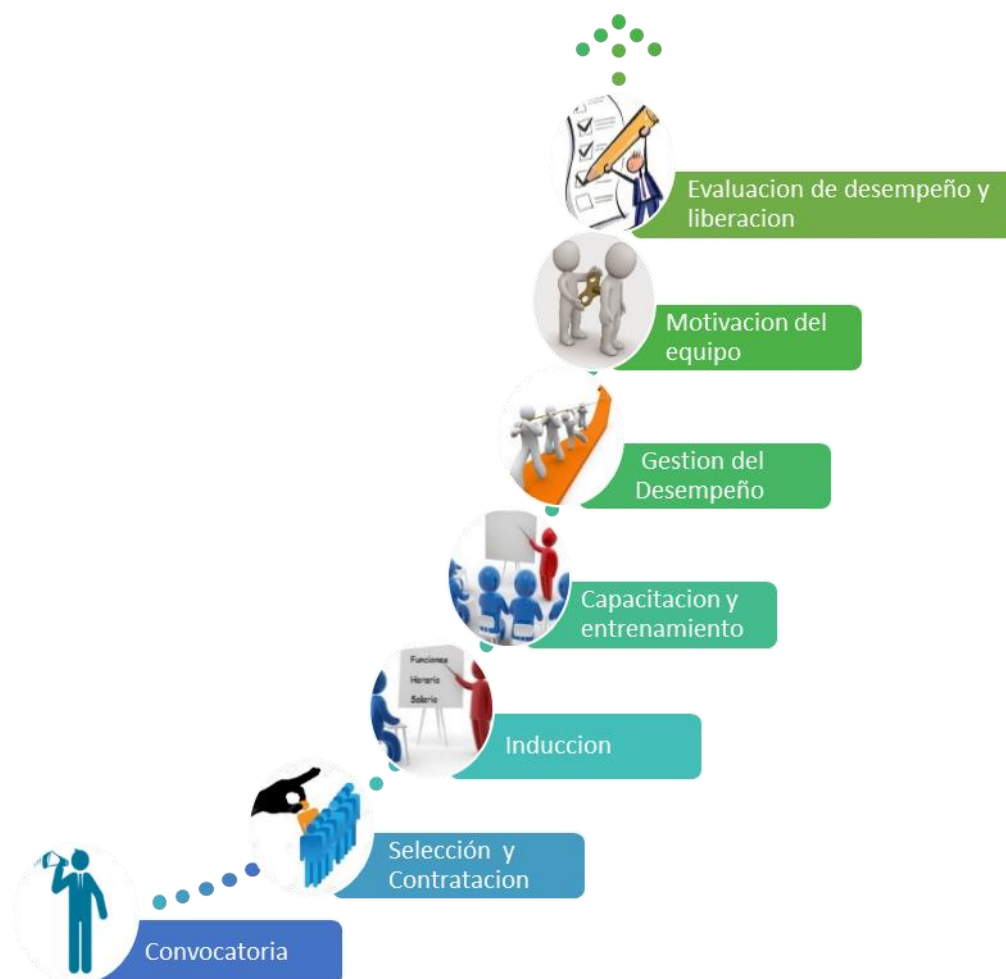 Evaluacion de desempeño y
liberacion
Motivacion del
equipo
Gestion del
Desempeño
Capacitacion y
entrenamiento
Funciones
Horario
Salario
Induccion
Selección y
Contratacion
Convocatoria